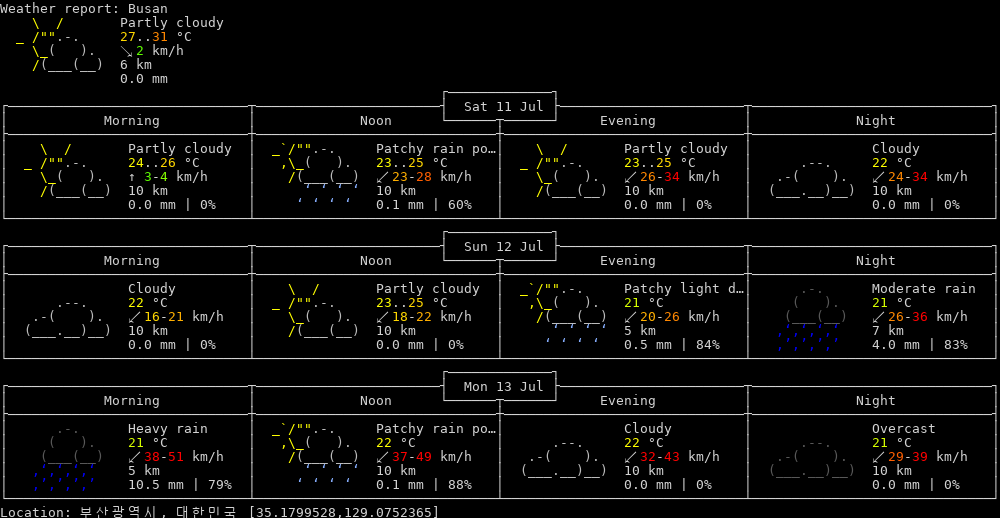 Weather report: Busan
Partly cloudy
27..31 °C
↘ 2 km/h
6 km
0.0 mm
Sat 11 Jul
Morning Noon Evening Night
Partly cloudy Patchy rain po… Partly cloudy Cloudy
24..26 °C 23..25 °C 23..25 °C 22 °C
↑ 3-4 km/h ↙ 23-28 km/h ↙ 26-34 km/h ↙ 24-34 km/h
10 km 10 km 10 km 10 km
0.0 mm | 0% 0.1 mm | 60% 0.0 mm | 0% 0.0 mm | 0%
Sun 12 Jul
Morning Noon Evening Night
Cloudy Partly cloudy Patchy light d… Moderate rain
22 °C 23..25 °C 21 °C 21 °C
↙ 16-21 km/h ↙ 18-22 km/h ↙ 20-26 km/h ↙ 26-36 km/h
10 km 10 km 5 km 7 km
0.0 mm | 0% 0.0 mm | 0% 0.5 mm | 84% 4.0 mm | 83%
Mon 13 Jul
Morning Noon Evening Night
Heavy rain Patchy rain po… Cloudy Overcast
21 °C 22 °C 22 °C 21 °C
↙ 38-51 km/h ↙ 37-49 km/h ↙ 32-43 km/h ↙ 29-39 km/h
5 km 10 km 10 km 10 km
10.5 mm | 79% 0.1 mm | 88% 0.0 mm | 0% 0.0 mm | 0%
Location: 부산광역시, 대한민국 [35.1799528,129.0752365]